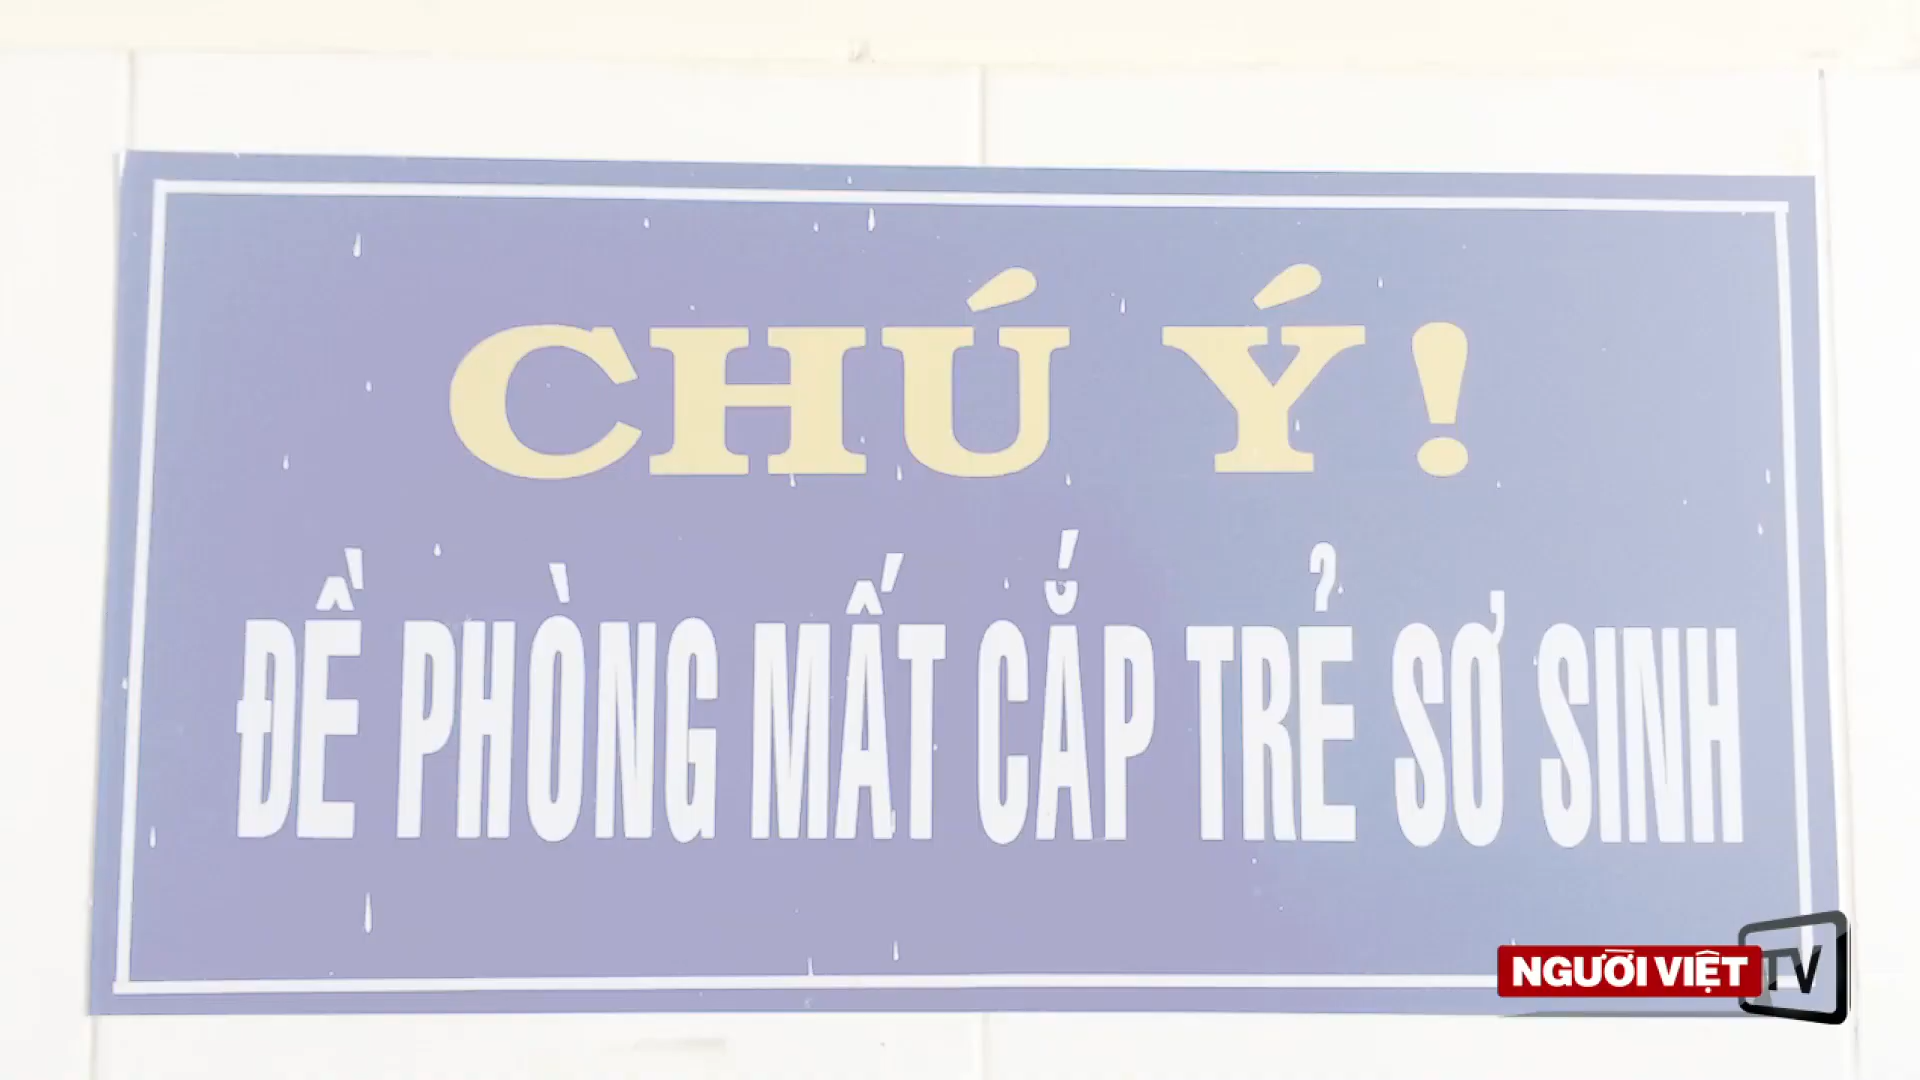 CHÚ Ý!
ĐỀ PHÒNG MẤT CẮP TRẺ SƠ SINH
NGƯỜI VIỆT TV